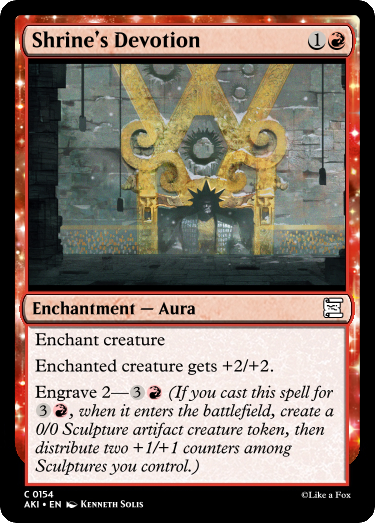 Shrine's Devotion 1
Enchantment — Aura
Enchant creature
Enchanted creature gets +2/+2.
Engrave 2—3 (If you cast this spell for
3, when it enters the battlefield, create a
0/0 Sculpture artifact creature token, then
distribute two +1/+1 counters among
Sculptures you control.)
C 0154
AKI • EN Kenneth Solis
©Like a Fox